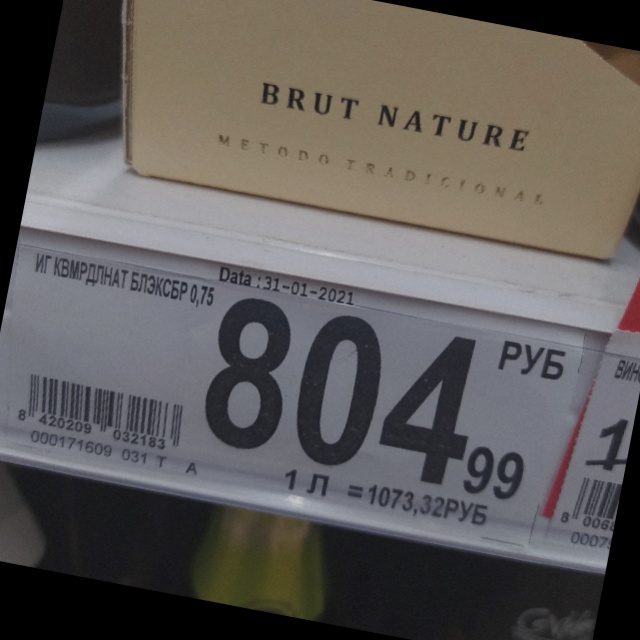 BRUT NATURE
METODO TRADICIONAL
Data :31-01-2021
ИГ КВМРДПНАТ БЛЭКСБР 0,75
804 99 РУБ
8 420209 032183
000171609 031 Т А
1 Л =1073,32РУБ